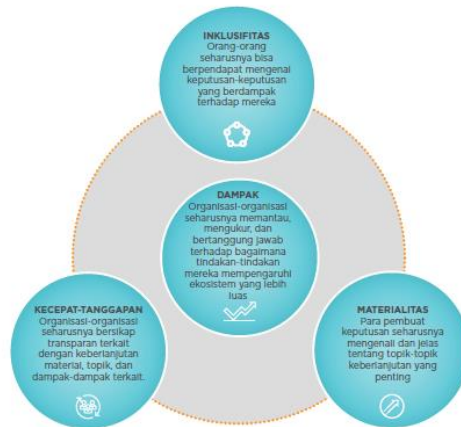 INKLUSIFITAS
Orang-orang
seharusnya bisa
berpendapat mengenai
keputusan-keputusan
yang berdampak
terhadap mereka
DAMPAK
Organisasi-organisasi
seharusnya memantau,
mengukur, dan
bertanggung jawab
terhadap bagaimana
tindakan-tindakan
mereka mempengaruhi
ekosistem yang lebih
luas
KECEPAT-TANGGAPAN
Organisasi-organisasi
seharusnya bersikap
transparan terkait
dengan keberlanjutan
material, topik, dan
dampak-dampak terkait.
MATERIALITAS
Para pembuat
keputusan seharusnya
mengenali dan jelas
tentang topik-topik
keberlanjutan yang
penting